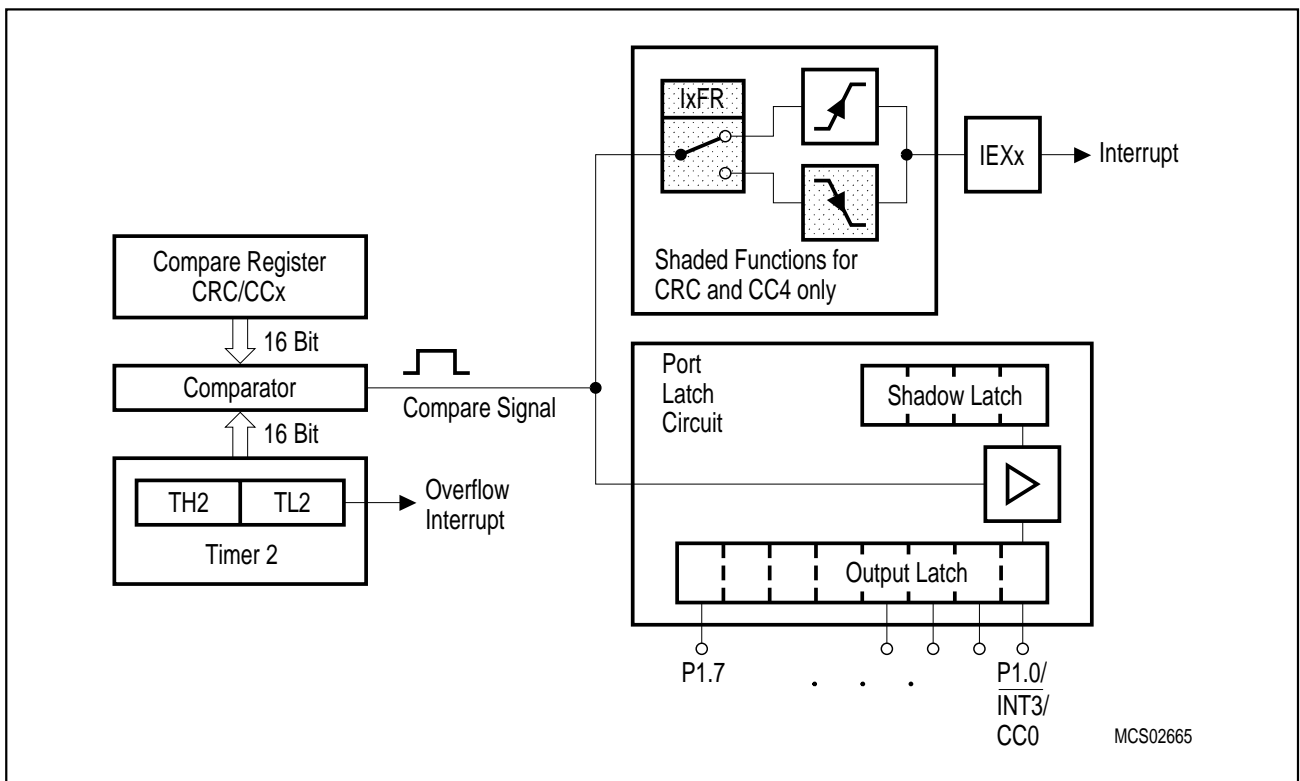 IxFR
IEXx
Interrupt
Shaded Functions for
CRC and CC4 only
Compare Register
CRC/CCx
16 Bit
Comparator
Compare Signal
16 Bit
TH2
TL2
Overflow
Interrupt
Timer 2
Port
Latch
Circuit
Shadow Latch
Output Latch
P1.7
. . .
P1.0/
INT3/
CC0
MCS02665